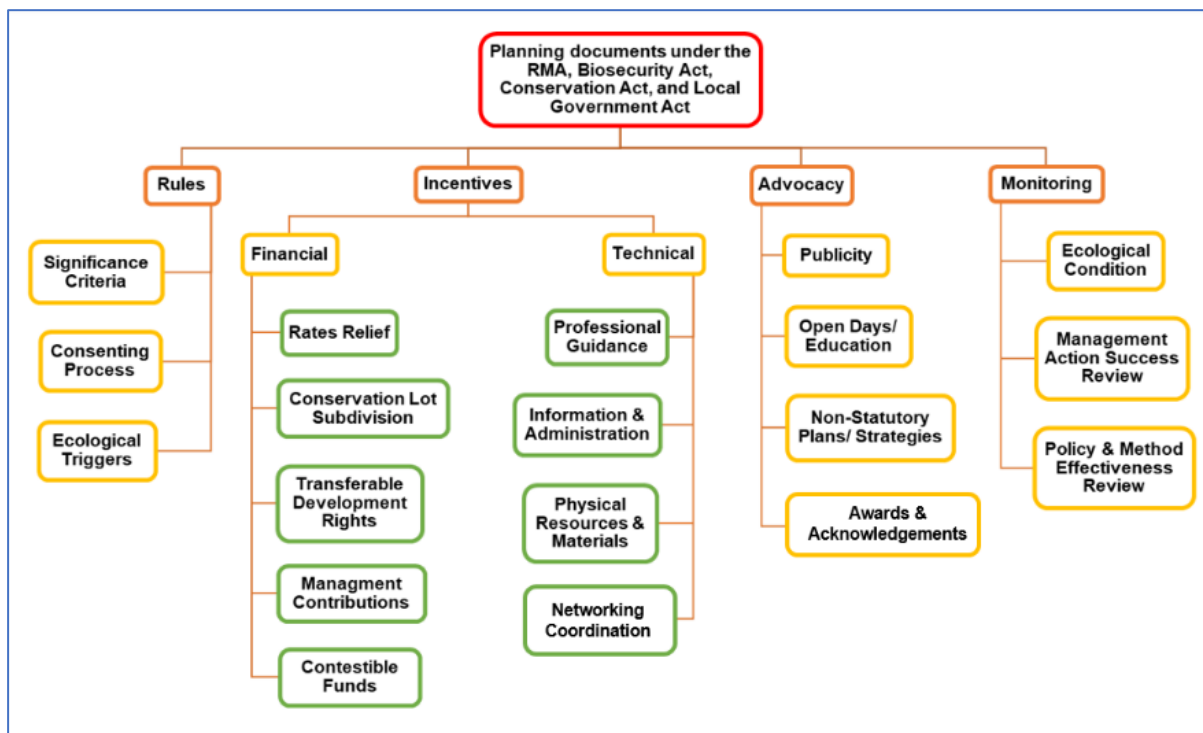 Planning documents under the
RMA, Biosecurity Act,
Conservation Act, and Local
Government Act
Rules
Incentives
Advocacy
Monitoring
Significance
Criteria
Consenting
Process
Ecological
Triggers
Financial
Technical
Rates Relief
Conservation Lot
Subdivision
Transferable
Development
Rights
Managment
Contributions
Contestible
Funds
Professional
Guidance
Information &
Administration
Physical
Resources &
Materials
Networking
Coordination
Publicity
Open Days/
Education
Non-Statutory
Plans/ Strategies
Awards &
Acknowledgements
Ecological
Condition
Management
Action Success
Review
Policy & Method
Effectiveness
Review